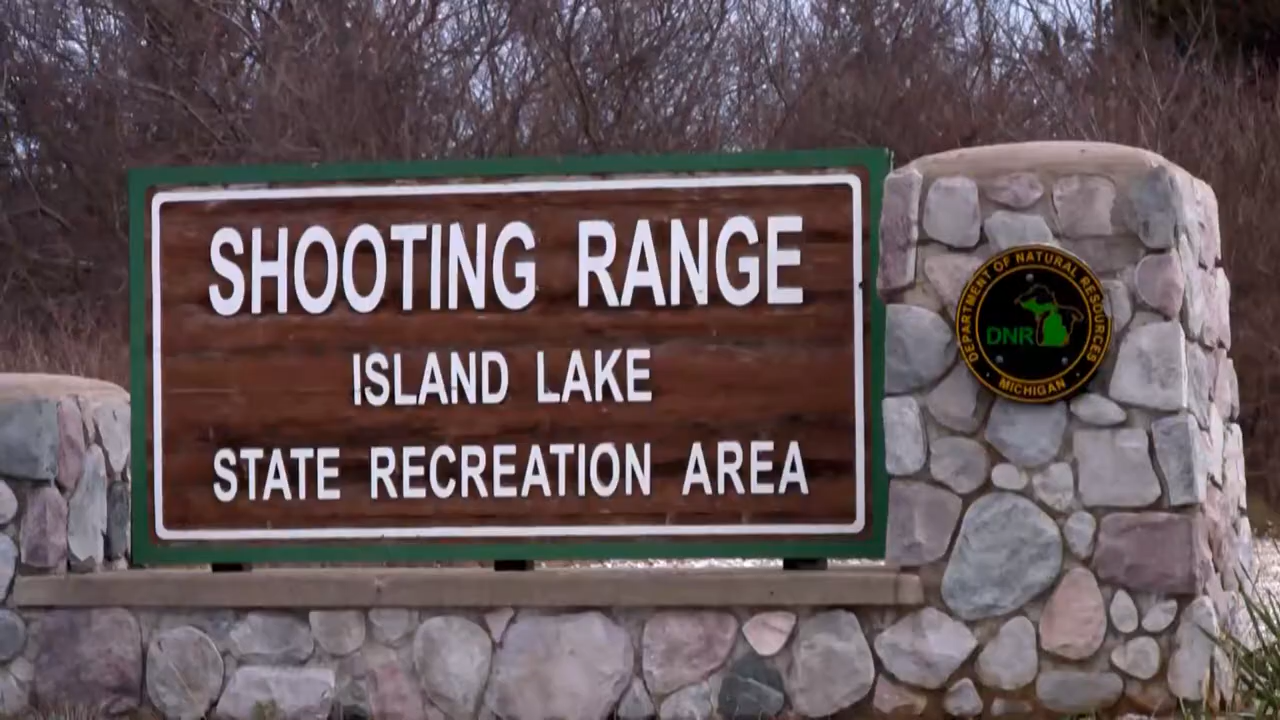 SHOOTING RANGE
ISLAND LAKE
STATE RECREATION AREA
DEPARTMENT OF NATURAL RESOURCES
DNR
MICHIGAN